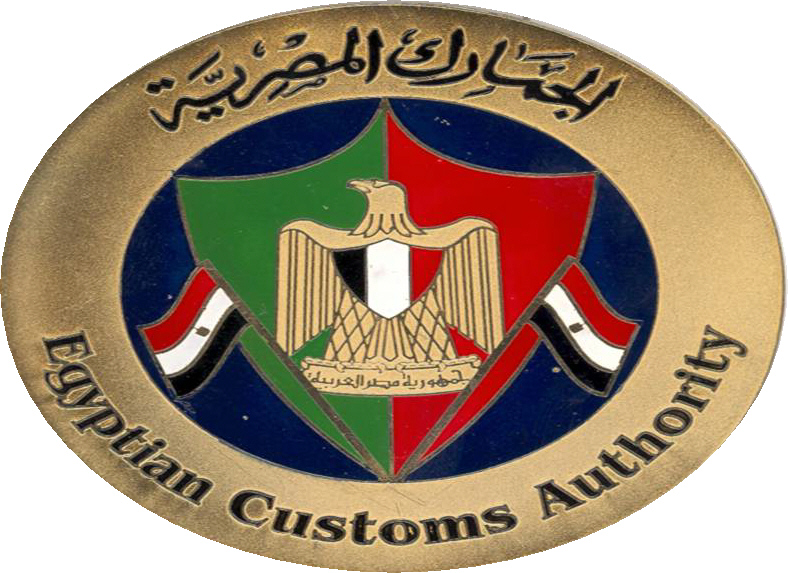 الجمارك المصرية
جمهورية مصر العربية
Egyptian Customs Authority